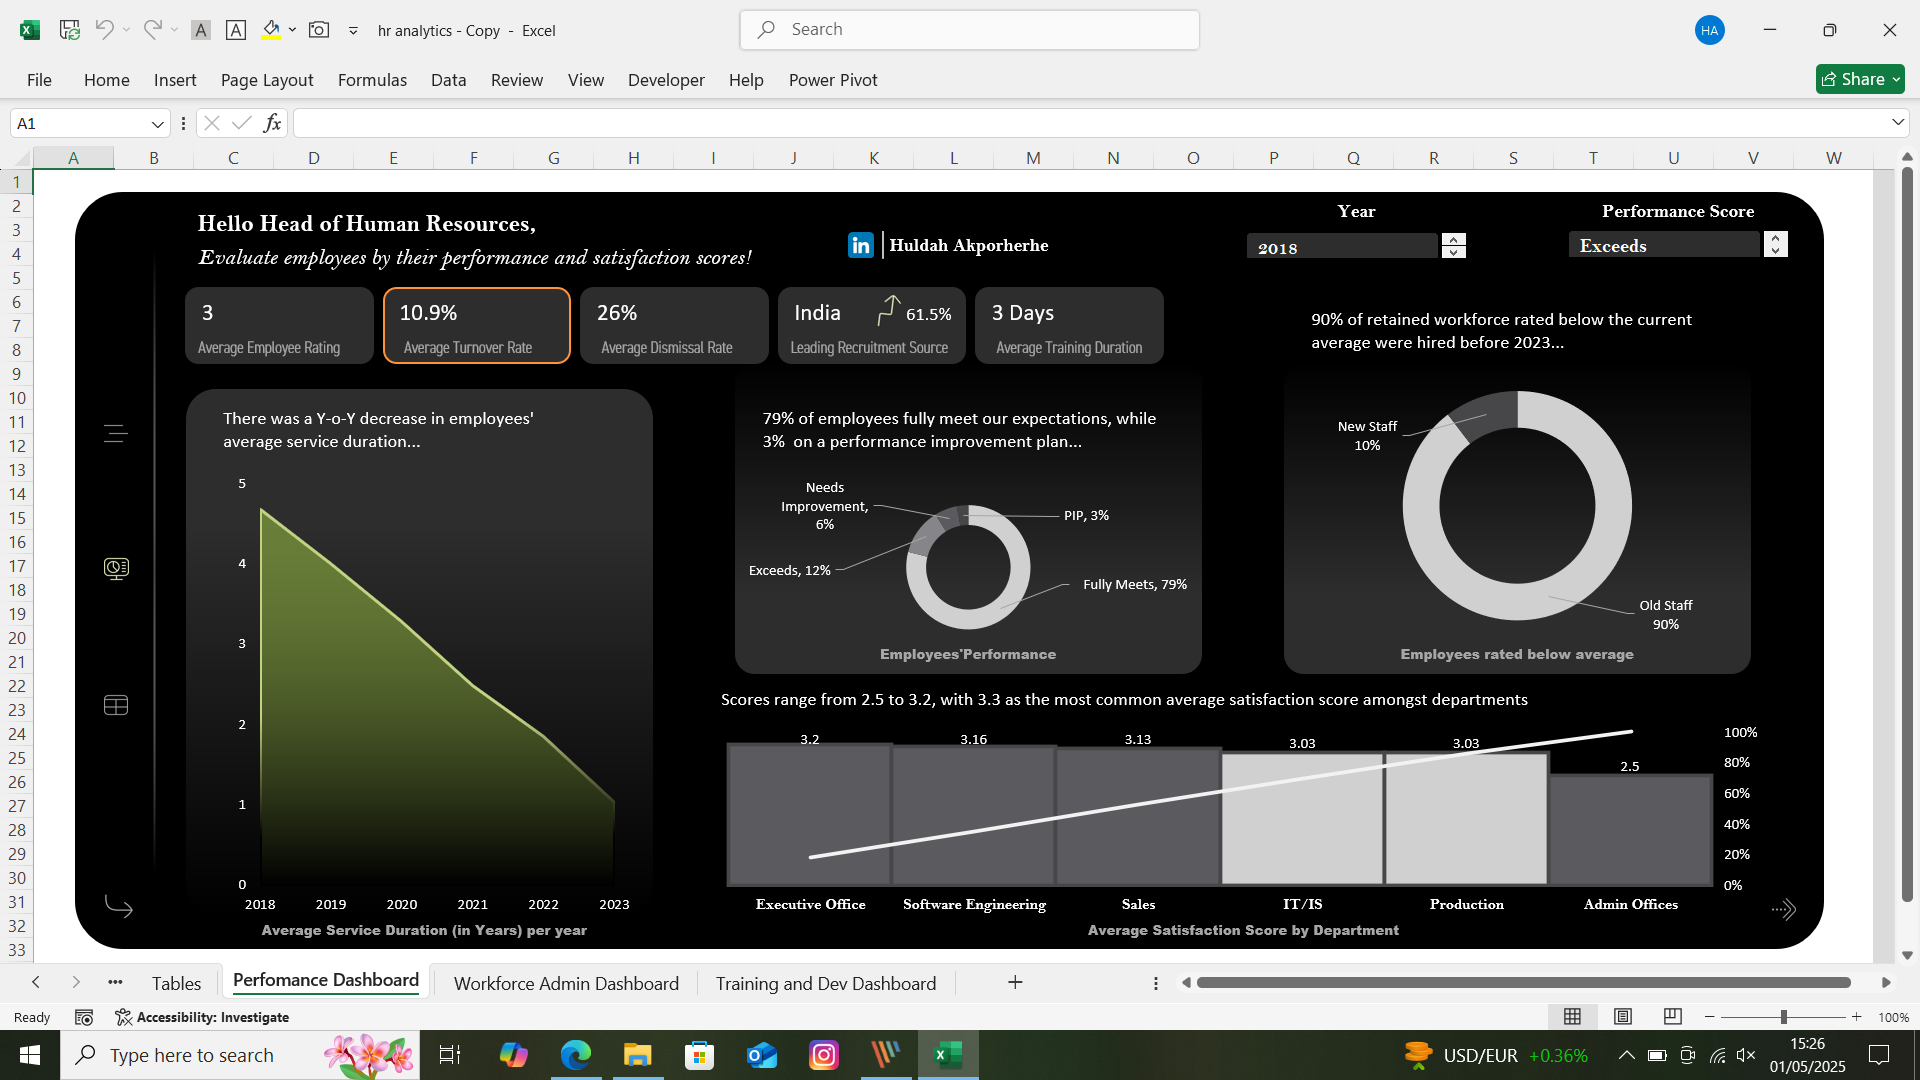 hr analytics - Copy - Excel
Search
HA
File Home Insert Page Layout Formulas Data Review View Developer Help Power Pivot
Share
A1
fx
A B C D E F G H I J K L M N O P Q R S T U V W
1
2
3
4
5
6
7
8
9
10
11
12
13
14
15
16
17
18
19
20
21
22
23
24
25
26
27
28
29
30
31
32
33
Hello Head of Human Resources,
Evaluate employees by their performance and satisfaction scores!
in Huldah Akporherhe
Year
2018
Performance Score
Exceeds
3
Average Employee Rating
10.9%
Average Turnover Rate
26%
Average Dismissal Rate
India 61.5%
Leading Recruitment Source
3 Days
Average Training Duration
90% of retained workforce rated below the current
average were hired before 2023...
There was a Y-o-Y decrease in employees'
average service duration...
5
4
3
2
1
0
2018 2019 2020 2021 2022 2023
Average Service Duration (in Years) per year
79% of employees fully meet our expectations, while
3% on a performance improvement plan...
Needs
Improvement,
6%
PIP, 3%
Exceeds, 12%
Fully Meets, 79%
Employees'Performance
New Staff
10%
Old Staff
90%
Employees rated below average
Scores range from 2.5 to 3.2, with 3.3 as the most common average satisfaction score amongst departments
3.2 3.16 3.13 3.03 3.03 2.5
100%
80%
60%
40%
20%
0%
Executive Office Software Engineering Sales IT/IS Production Admin Offices
Average Satisfaction Score by Department
Tables Perfomance Dashboard Workforce Admin Dashboard Training and Dev Dashboard
Ready Accessibility: Investigate
100%
Type here to search
USD/EUR +0.36%
15:26
01/05/2025